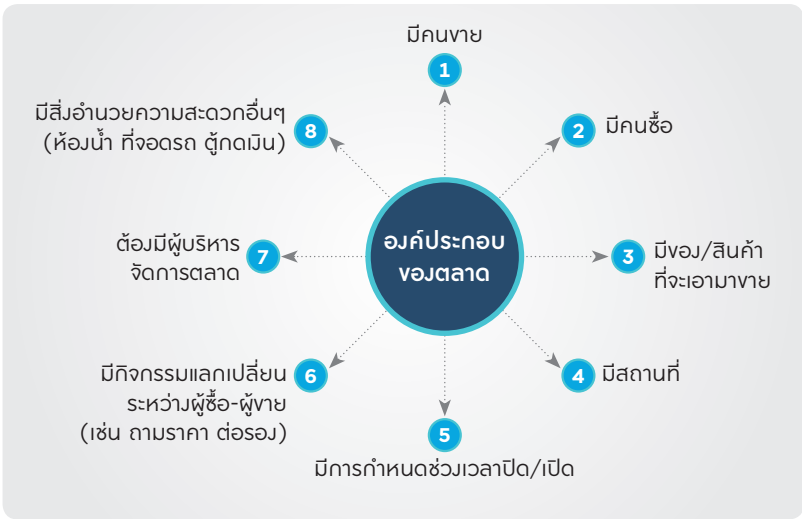 องค์ประกอบ
ของตลาด
มีคนขาย
1
2
มีคนซื้อ
3
มีของ/สินค้า
ที่จะเอามาขาย
4
มีสถานที่
5
มีการกำหนดช่วงเวลาปิด/เปิด
มีกิจกรรมแลกเปลี่ยน
ระหว่างผู้ซื้อ-ผู้ขาย
(เช่น ถามราคา ต่อรอง)
6
ต้องมีผู้บริหาร
จัดการตลาด
7
มีสิ่งอำนวยความสะดวกอื่นๆ
(ห้องน้ำ ที่จอดรถ ตู้กดเงิน)
8